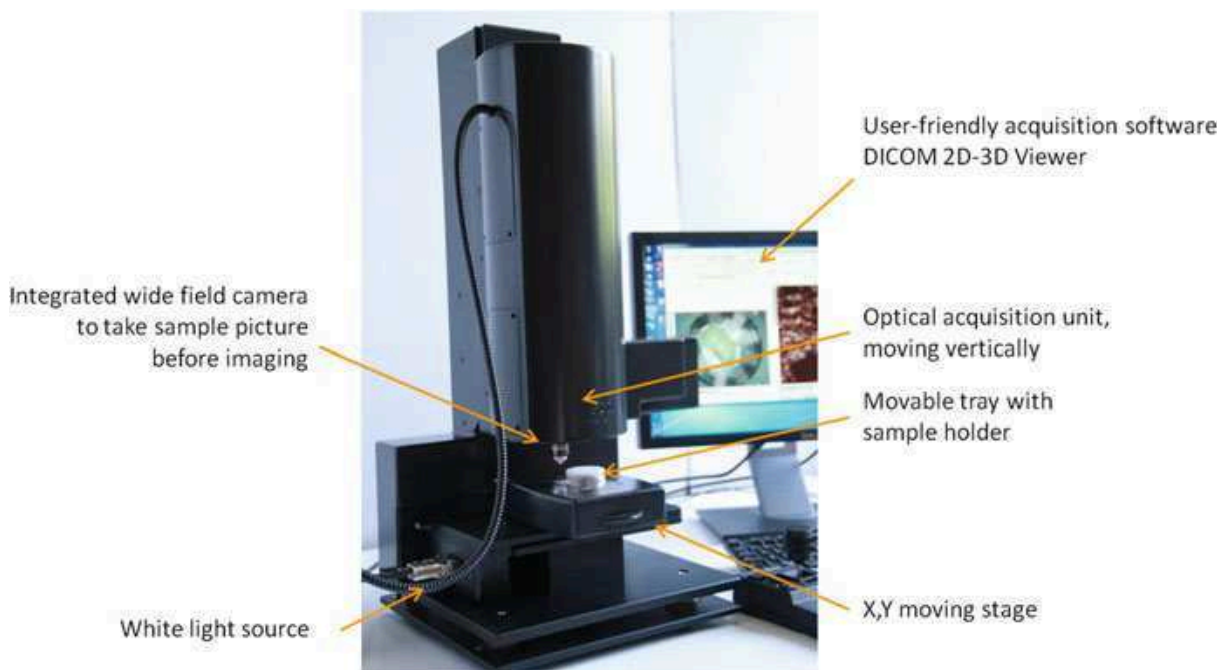 User-friendly acquisition software
DICOM 2D-3D Viewer
Integrated wide field camera
to take sample picture
before imaging
Optical acquisition unit,
moving vertically
Movable tray with
sample holder
X,Y moving stage
White light source